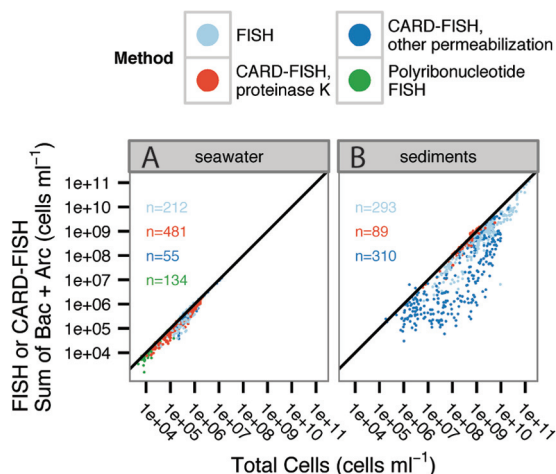 Method
FISH
CARD-FISH,
proteinase K
CARD-FISH,
other permeabilization
Polyribonucleotide
FISH
A seawater
B sediments
FISH or CARD-FISH
Sum of Bac + Arc (cells ml⁻¹)
1e+11
1e+10
1e+09
1e+08
1e+07
1e+06
1e+05
1e+04
n=212
n=481
n=55
n=134
n=293
n=89
n=310
1e+04
1e+05
1e+06
1e+07
1e+08
1e+09
1e+10
1e+11
1e+04
1e+05
1e+06
1e+07
1e+08
1e+09
1e+10
1e+11
Total Cells (cells ml⁻¹)